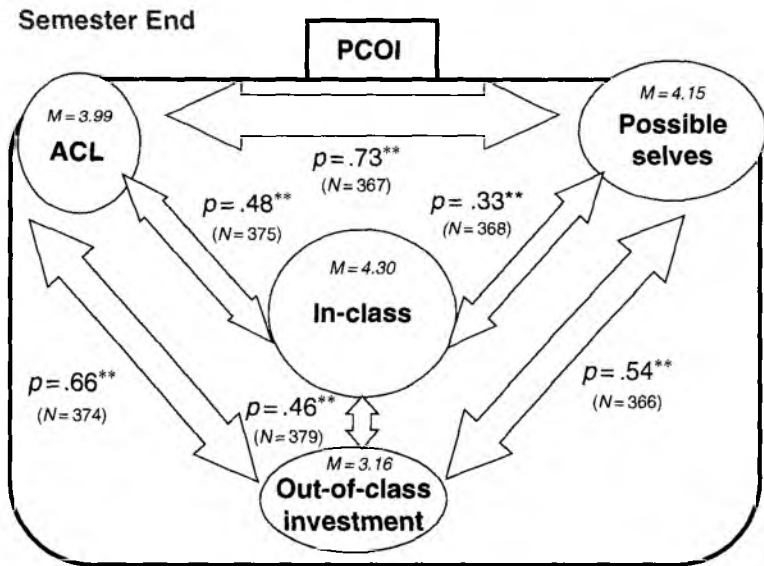 Semester End
PCOI
M = 3.99
ACL
M = 4.15
Possible
selves
p = .73**
(N = 367)
p = .48**
(N = 375)
p = .33**
(N = 368)
M = 4.30
In-class
p = .66**
(N = 374)
p = .46**
(N = 379)
p = .54**
(N = 366)
M = 3.16
Out-of-class
investment